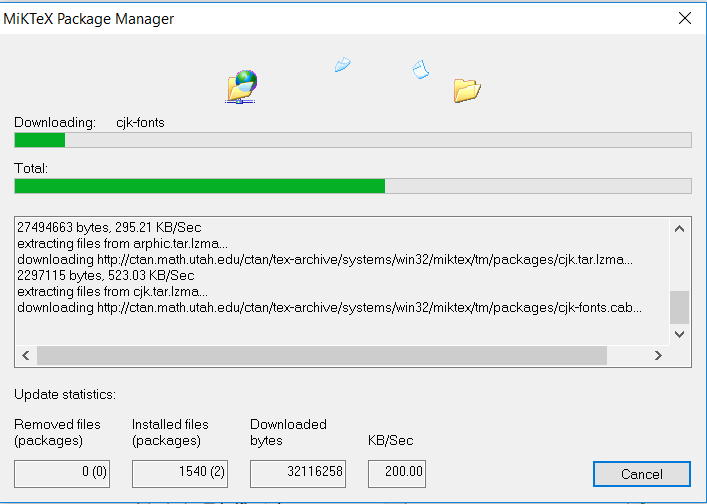 MiKTeX Package Manager
Downloading: cjk-fonts
Total:
27494663 bytes, 295.21 KB/Sec
extracting files from arphic.tar.lzma...
downloading http://ctan.math.utah.edu/ctan/tex-archive/systems/win32/miktex/tm/packages/cjk.tar.lzma...
2297115 bytes, 523.03 KB/Sec
extracting files from cjk.tar.lzma...
downloading http://ctan.math.utah.edu/ctan/tex-archive/systems/win32/miktex/tm/packages/cjk-fonts.cab...
Update statistics:
Removed files Installed files Downloaded
(packages) (packages) bytes KB/Sec
0 (0) 1540 (2) 32116258 200.00
Cancel